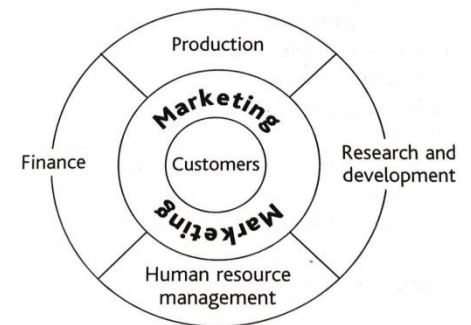 Production
Marketing
Finance
Customers
Research and
development
Marketing
Human resource
management